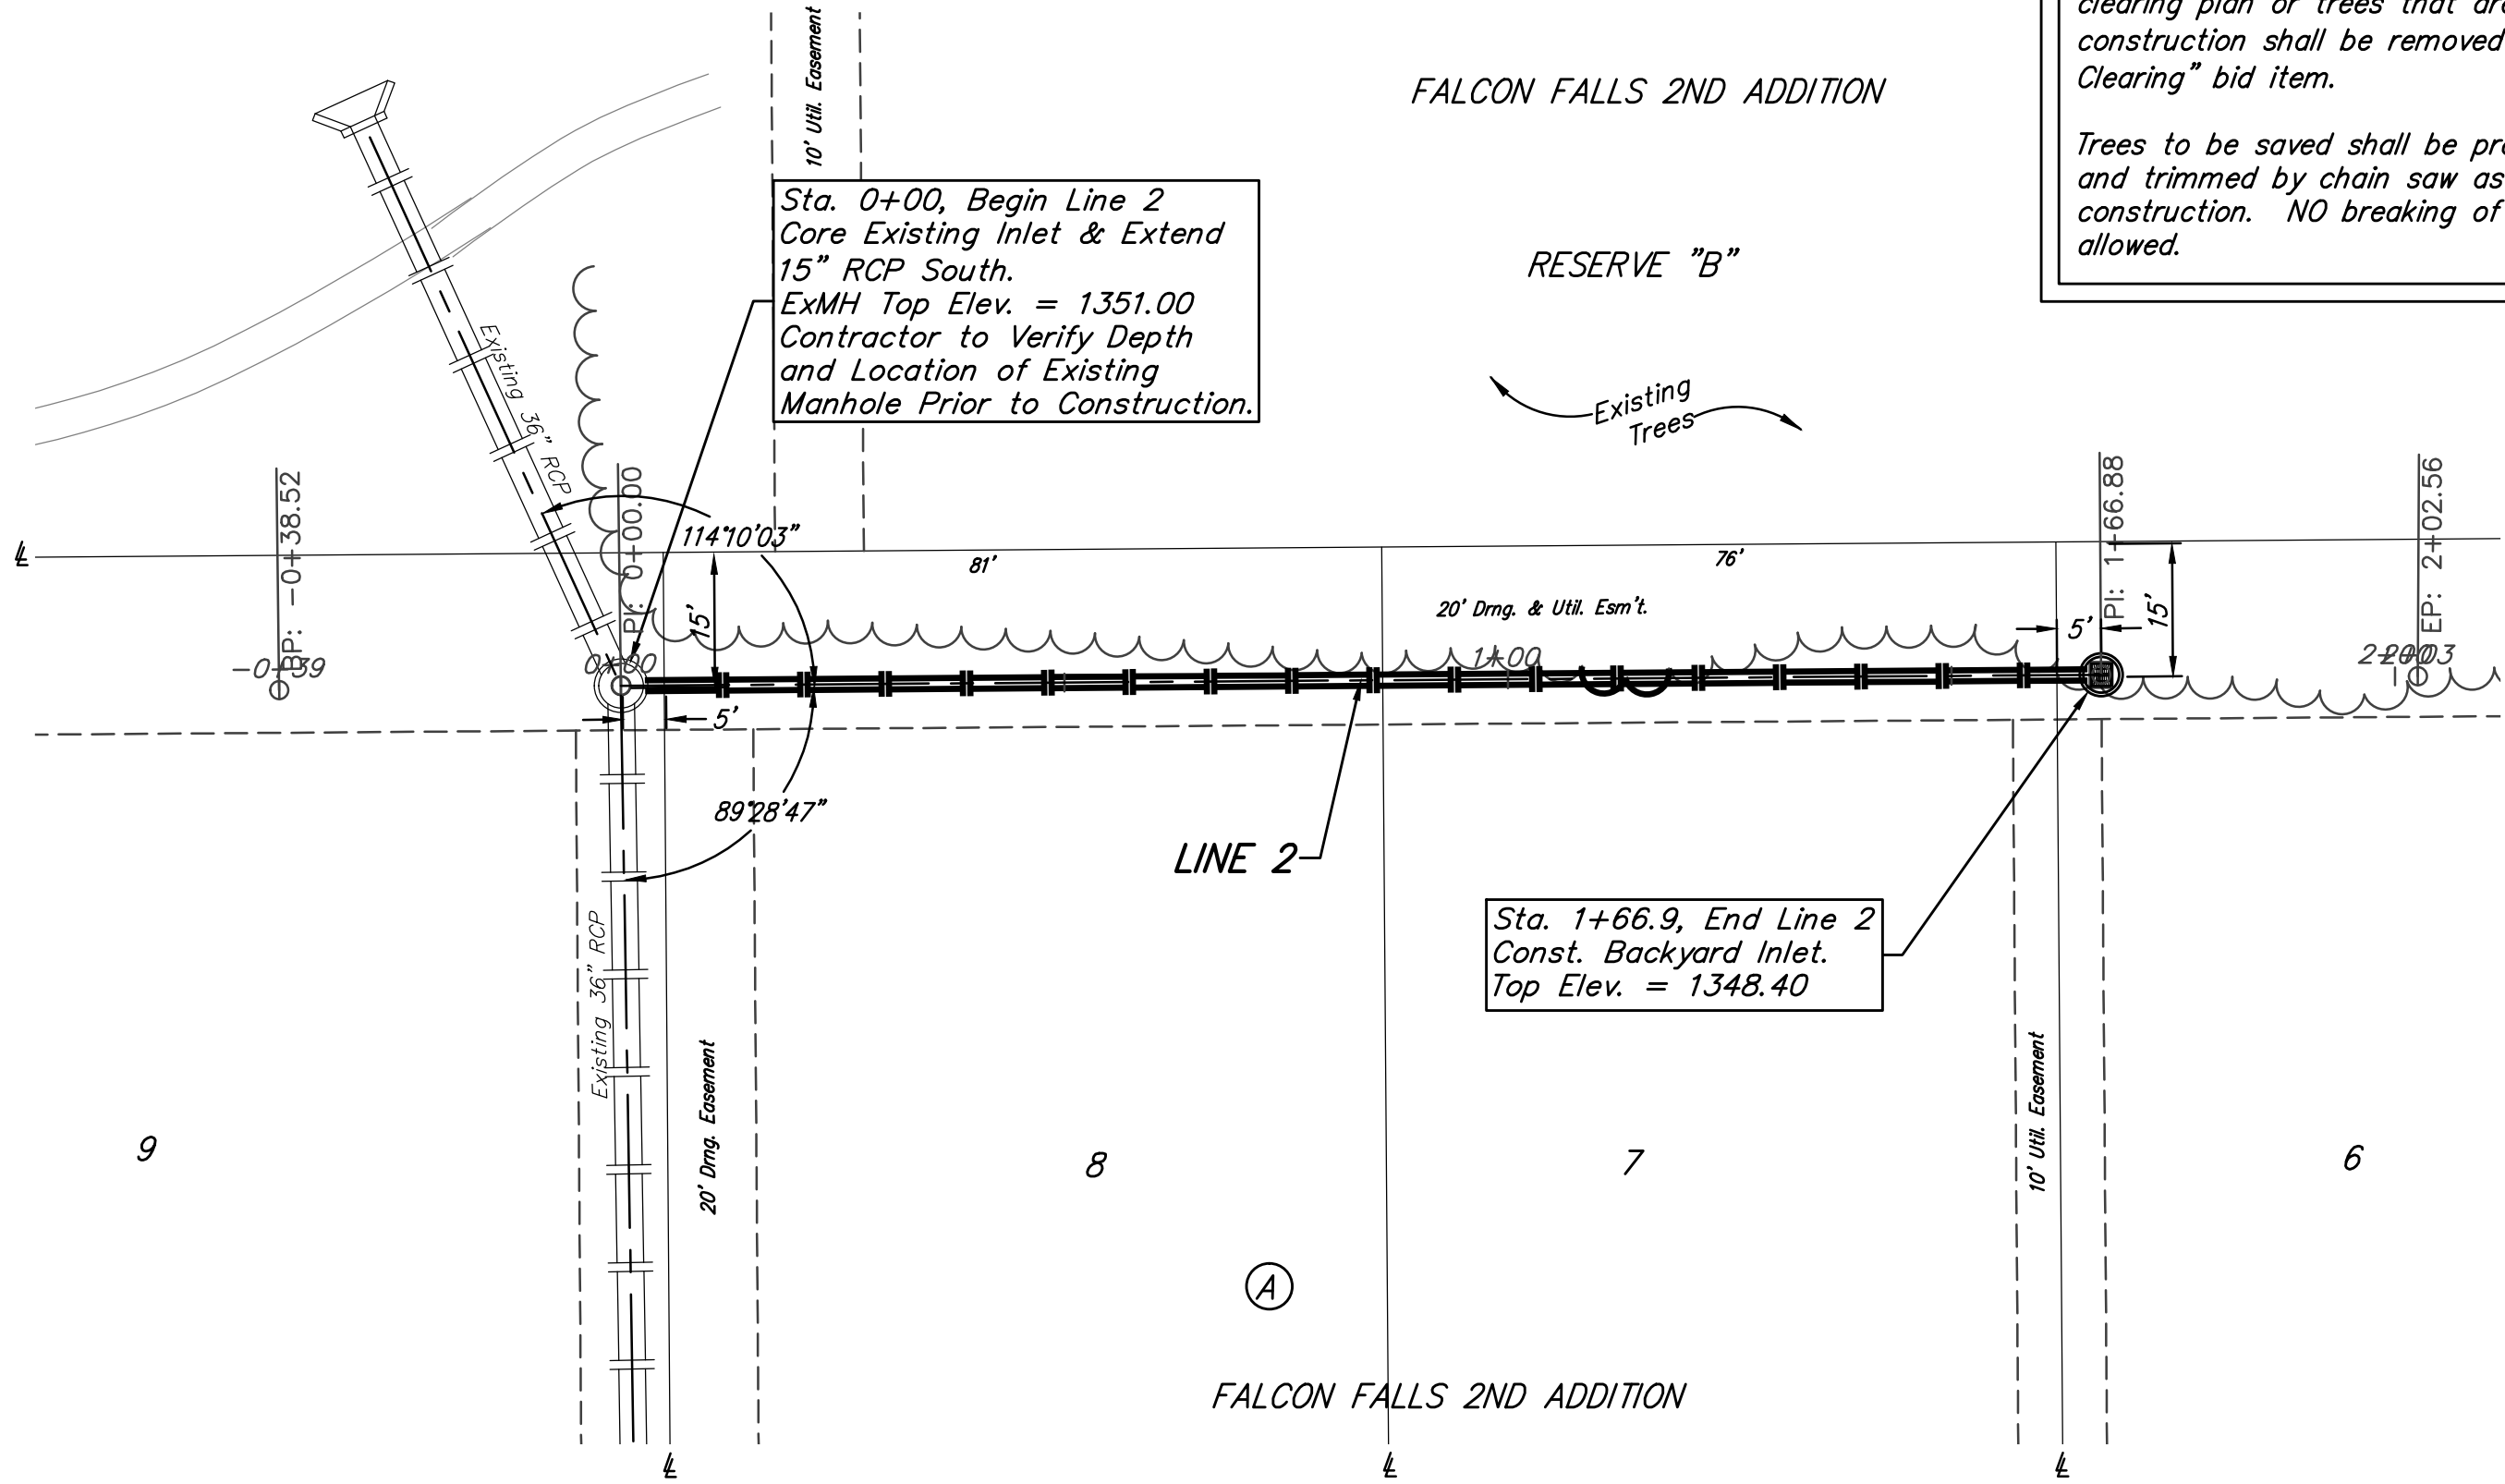 clearing plan or trees that are
construction shall be removed
Clearing" bid item.
Trees to be saved shall be
and trimmed by chain saw as
construction. NO breaking of
allowed.
10' Util. Easement
FALCON FALLS 2ND ADDITION
RESERVE "B"
Sta. 0+00, Begin Line 2
Core Existing Inlet & Extend
15" RCP South.
ExMH Top Elev. = 1351.00
Contractor to Verify Depth
and Location of Existing
Manhole Prior to Construction.
Existing
Trees
Existing 36" RCP
BP: -0+38.52
PI: 0+00.00
PI: 1+66.88
EP: 2+02.56
114°10'03"
81'
76'
15'
20' Drng. & Util. Esm't.
5'
15'
-0+39
0+00
1+00
2+00
2+03
5'
89°28'47"
LINE 2
Sta. 1+66.9, End Line 2
Const. Backyard Inlet.
Top Elev. = 1348.40
Existing 36" RCP
20' Drng. Easement
10' Util. Easement
9
8
7
6
A
FALCON FALLS 2ND ADDITION